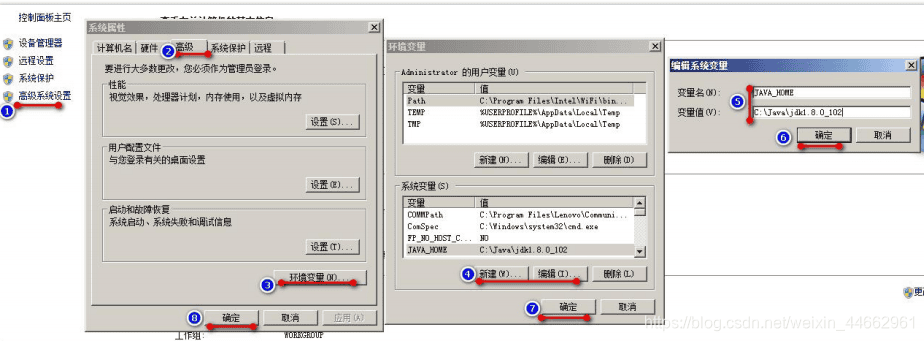 控制面板主页
设备管理器
远程设置
系统保护
高级系统设置
1
系统属性
计算机名
硬件
高级
系统保护
远程
2
要进行大多数更改，您必须作为管理员登录。
性能
视觉效果，处理器计划，内存使用，以及虚拟内存
设置(S)...
用户配置文件
与您登录有关的桌面设置
设置(E)...
启动和故障恢复
系统启动、系统失败和调试信息
设置(T)...
环境变量(N)...
3
8
确定
取消
应用(A)
工作组:
WORKGROUP
环境变量
Administrator 的用户变量(U)
变量 值
Path C:\Program Files\Intel\WiFi\bin...
TEMP %USERPROFILE%\AppData\Local\Temp
TMP %USERPROFILE%\AppData\Local\Temp
新建(N)...
编辑(E)...
删除(D)
系统变量(S)
变量 值
COMMPath C:\Program Files\Lenovo\Communi...
ComSpec C:\Windows\system32\cmd.exe
FP_NO_HOST_C... NO
JAVA_HOME C:\Java\jdk1.8.0_102
4
新建(W)...
编辑(I)...
删除(L)
7
确定
取消
编辑系统变量
变量名(N): JAVA_HOME
5
变量值(V): C:\Java\jdk1.8.0_102
6
确定
取消
https://blog.csdn.net/weixin_44662961